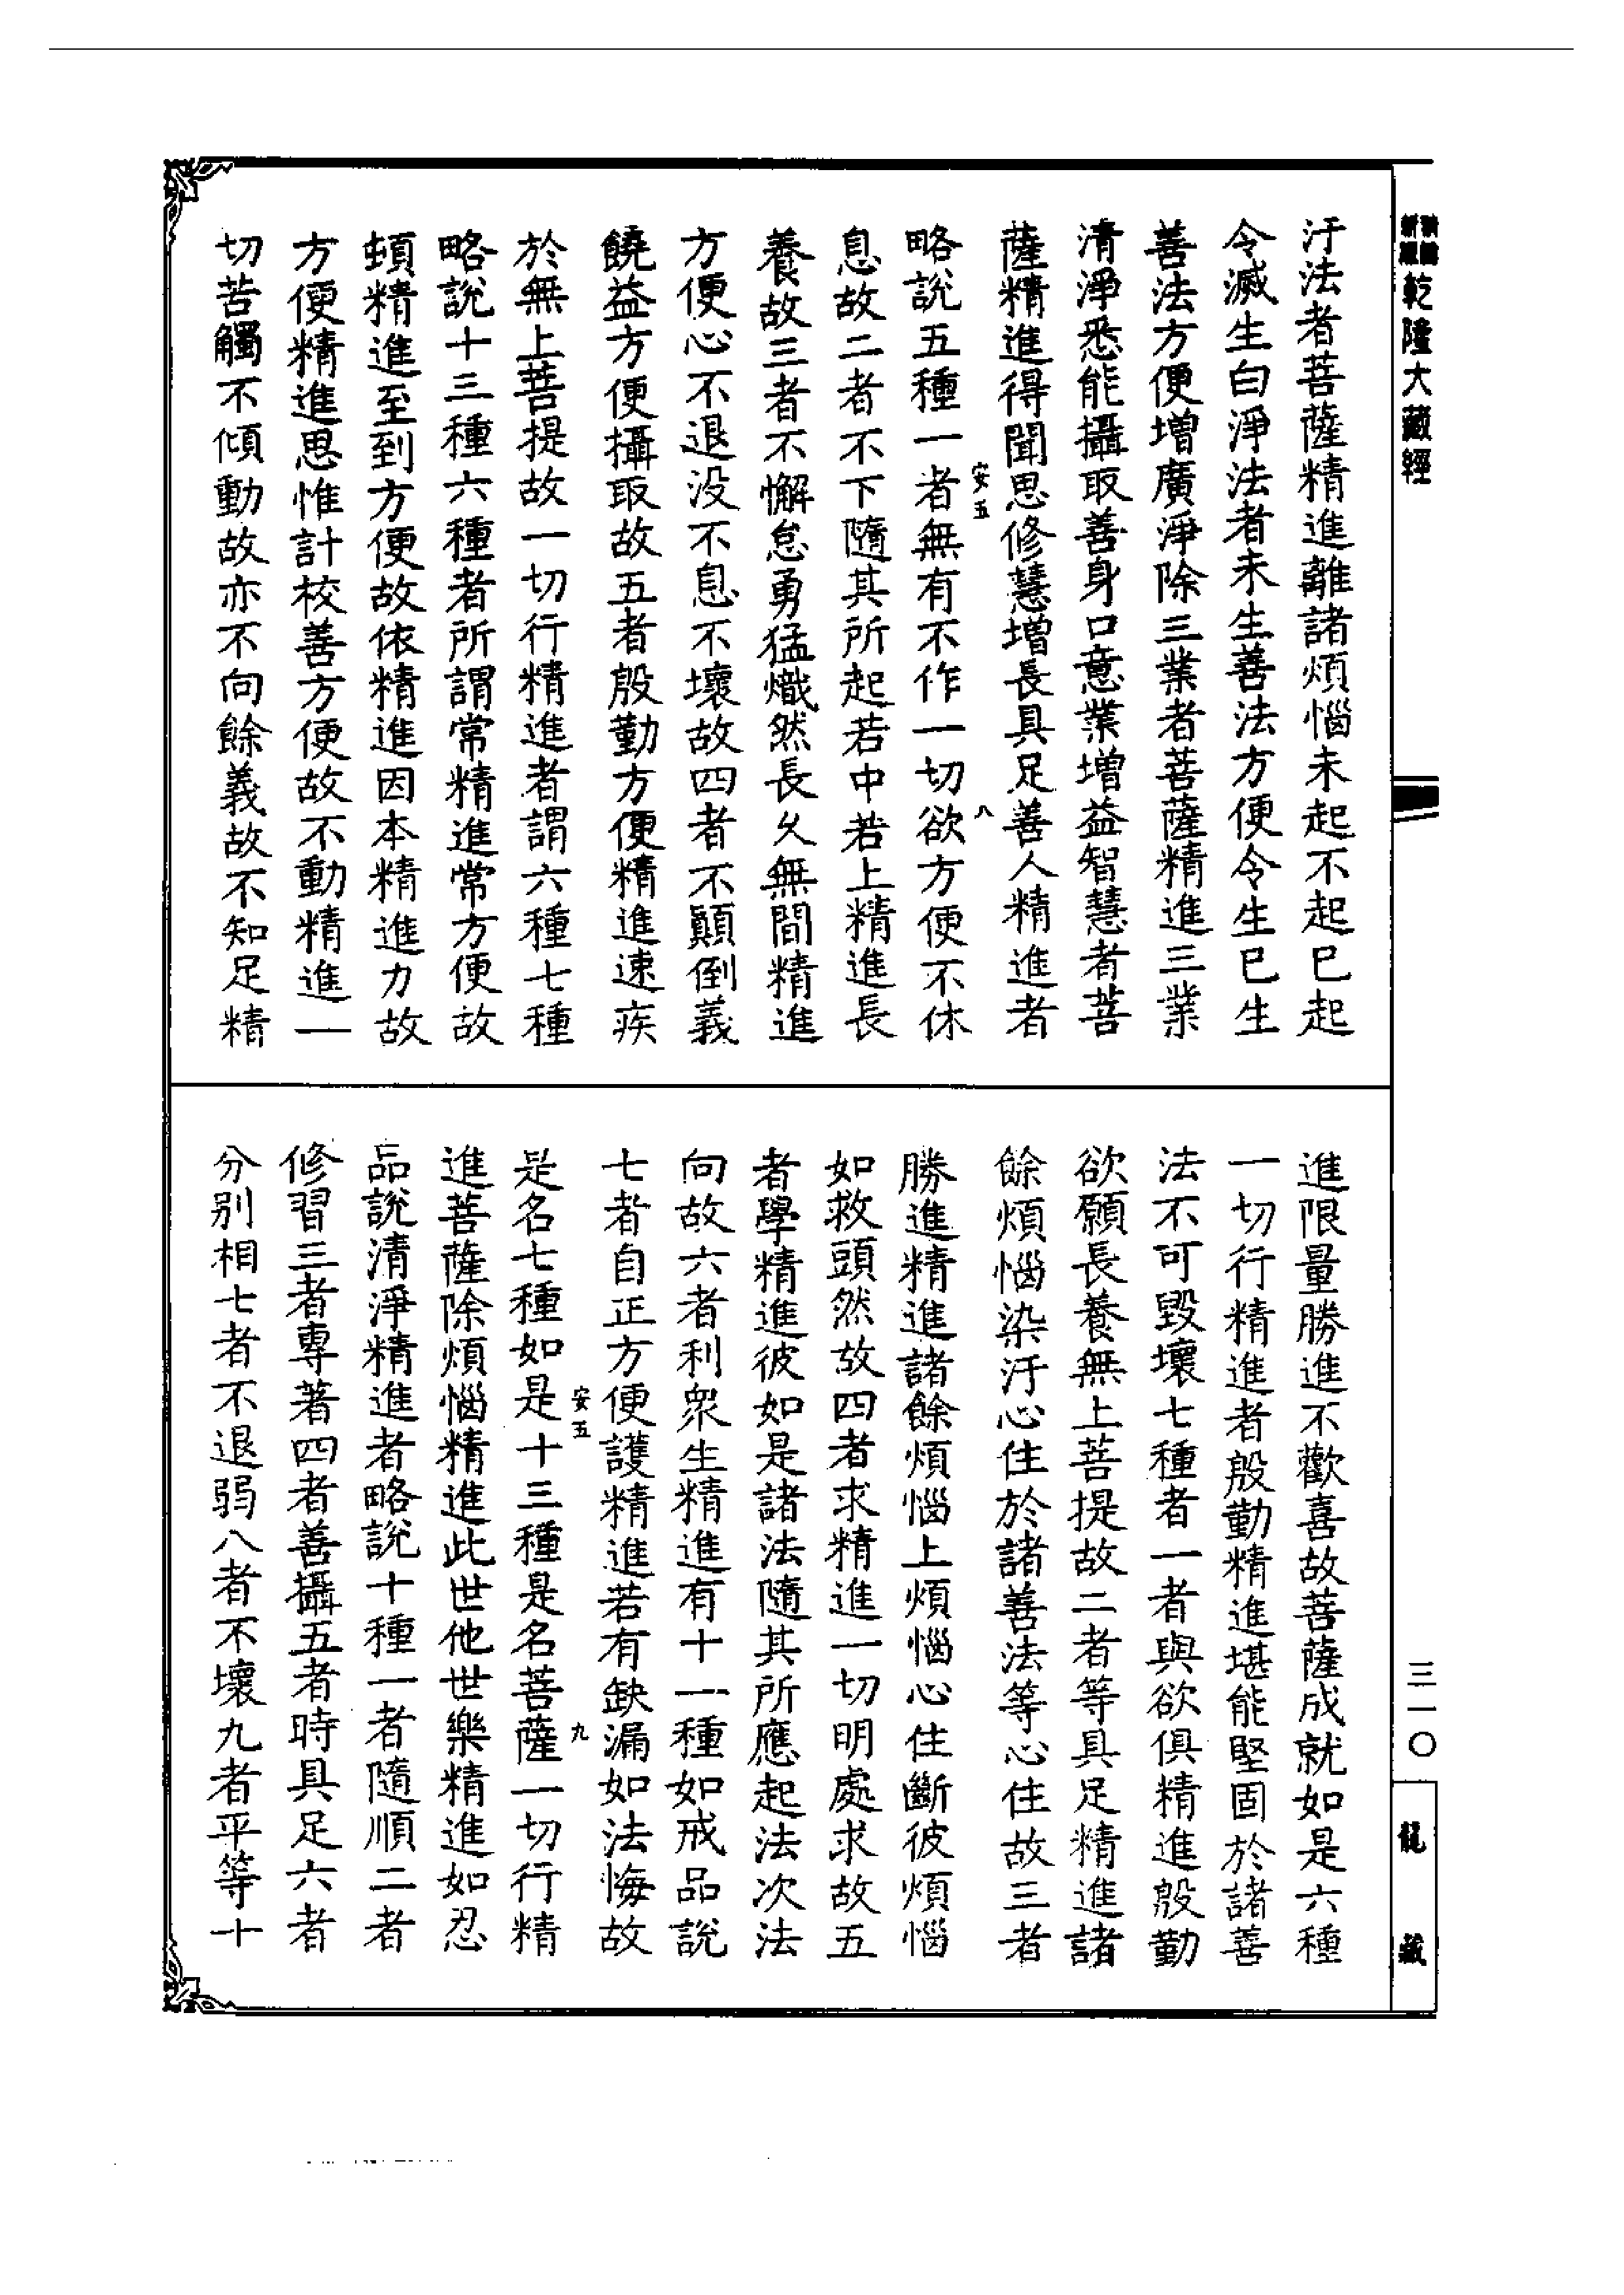 乾隆大藏經
汙法者菩薩精進離諸煩惱未起不起已起
令滅生白淨法者未生善法方便令生已生
善法方便增廣淨除三業者菩薩精進三業
清淨悉能攝取善身口意業增益智慧者菩
薩精進得聞思修慧增長具足善人精進者
安五
八
略說五種一者無有不作一切欲方便不休
息故二者不下隨其所起若中若上精進長
養故三者不懈怠勇猛熾然長久無間精進
方便心不退没不息不壞故四者不顛倒義
饒益方便攝取故五者殷勤方便精進速疾
於無上菩提故一切行精進者謂六種七種
略說十三種六種者所謂常精進常方便故
頓精進至到方便故依精進因本精進力故
方便精進思惟計校善方便故不動精進一
切苦觸不傾動故亦不向餘義故不知足精
進限量勝進不歡喜故菩薩成就如是六種
一切行精進者殷勤精進堪能堅固於諸善
法不可毀壞七種者一者與欲俱精進殷勤
欲願長養無上菩提故二者等具足精進諸
餘煩惱染汙心住於諸善法等心住故三者
勝進精進諸餘煩惱上煩惱心住斷彼煩惱
如救頭然故四者求精進一切明處求故五
者學精進彼如是諸法隨其所應起法次法
向故六者利衆生精進有十一種如戒品說
七者自正方便護精進若有缺漏如法悔故
安五
九
是名七種如是十三種是名菩薩一切行精
進菩薩除煩惱精進此世他世樂精進如忍
品說清淨精進者略說十種一者隨順二者
修習三者專著四者善攝五者時具足六者
分别相七者不退弱八者不壞九者平等十
三一〇
龍藏